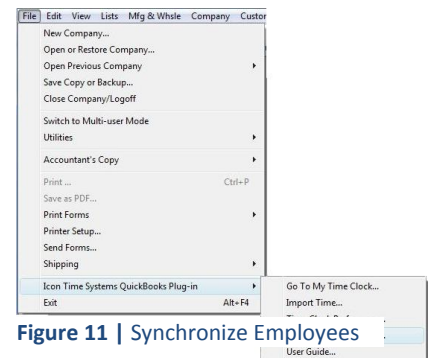 File Edit View Lists Mfg & Whsle Company Custor
New Company...
Open or Restore Company...
Open Previous Company
Save Copy or Backup...
Close Company/Logoff
Switch to Multi-user Mode
Utilities
Accountant's Copy
Print ... Ctrl+P
Save as PDF...
Print Forms
Printer Setup...
Send Forms...
Shipping
Icon Time Systems QuickBooks Plug-in Go To My Time Clock...
Exit Alt+F4 Import Time...
Figure 11 | Synchronize Employees
User Guide...